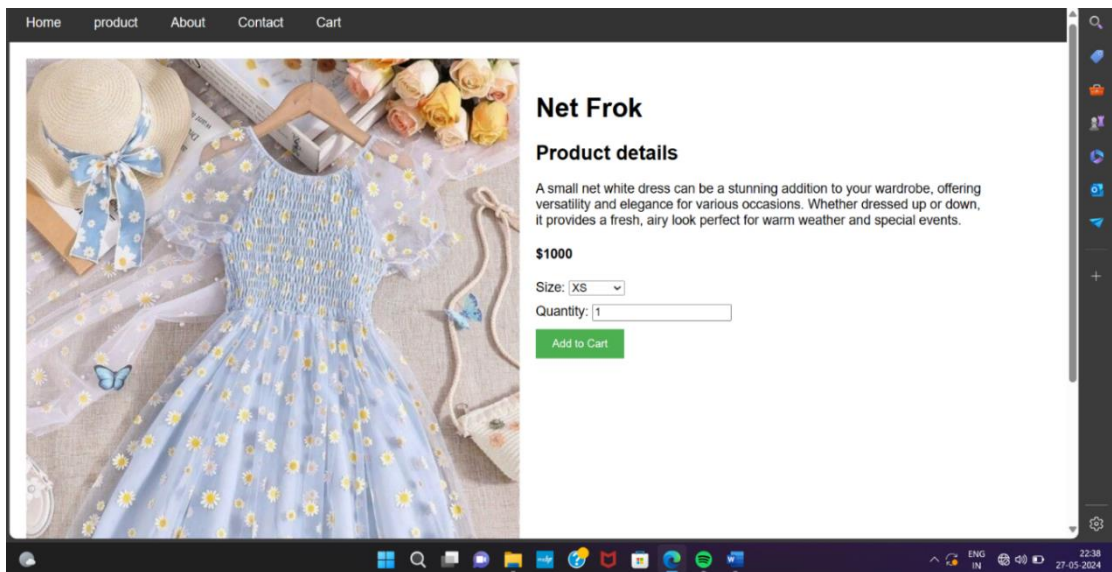 Home product About Contact Cart
Net Frok
Product details
A small net white dress can be a stunning addition to your wardrobe, offering
versatility and elegance for various occasions. Whether dressed up or down,
it provides a fresh, airy look perfect for warm weather and special events.
$1000
Size: XS
Quantity: 1
Add to Cart
ENG
IN
22:38
27-05-2024